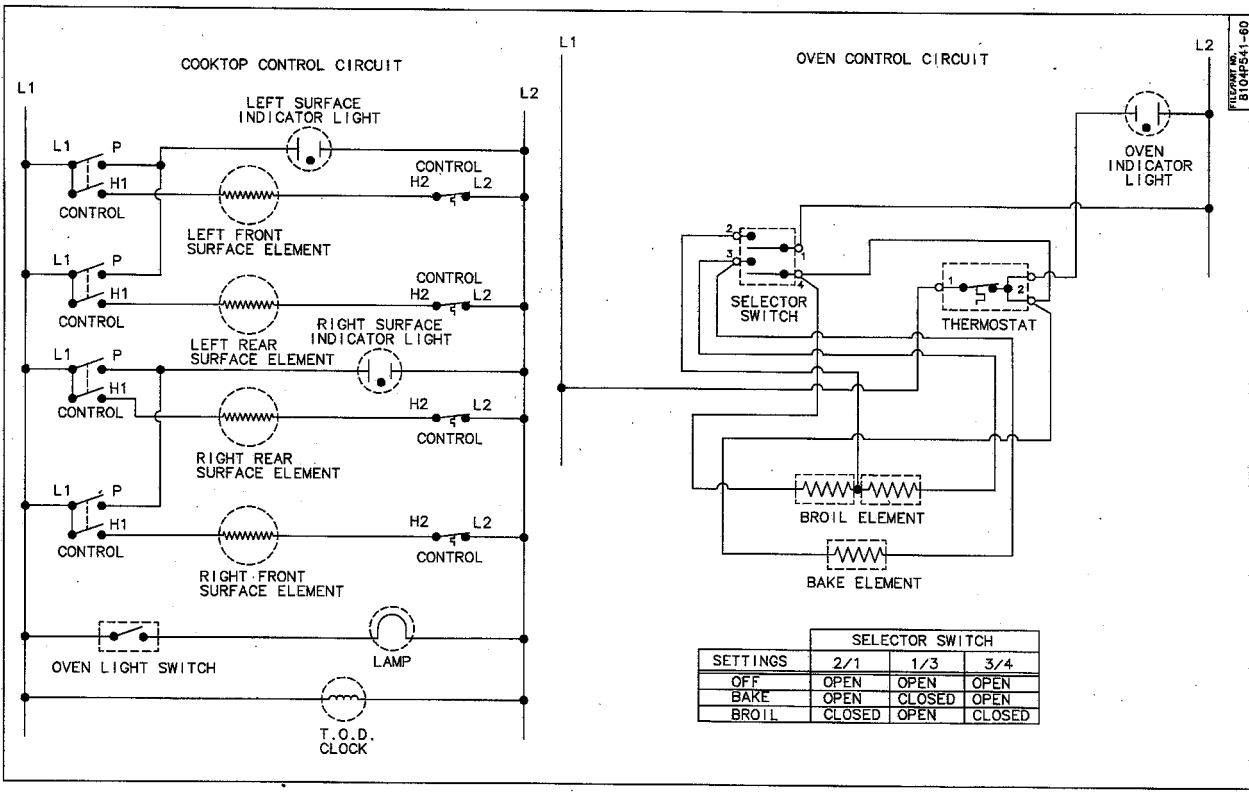 COOKTOP CONTROL CIRCUIT
L1
L2
LEFT SURFACE
INDICATOR LIGHT
L1
P
H1
CONTROL
CONTROL
H2
L2
LEFT FRONT
SURFACE ELEMENT
L1
P
H1
CONTROL
CONTROL
H2
L2
LEFT REAR
SURFACE ELEMENT
RIGHT SURFACE
INDICATOR LIGHT
L1
P
H1
CONTROL
H2
L2
CONTROL
RIGHT REAR
SURFACE ELEMENT
L1
P
H1
CONTROL
H2
L2
CONTROL
RIGHT FRONT
SURFACE ELEMENT
OVEN LIGHT SWITCH
LAMP
T.O.D.
CLOCK
L1
OVEN CONTROL CIRCUIT
L2
FILE/PART NO.
8104P541-60
OVEN
INDICATOR
LIGHT
2
1
3
4
SELECTOR
SWITCH
1
2
THERMOSTAT
BROIL ELEMENT
BAKE ELEMENT
SELECTOR SWITCH
SETTINGS 2/1 1/3 3/4
OFF OPEN OPEN OPEN
BAKE OPEN CLOSED OPEN
BROIL CLOSED OPEN CLOSED